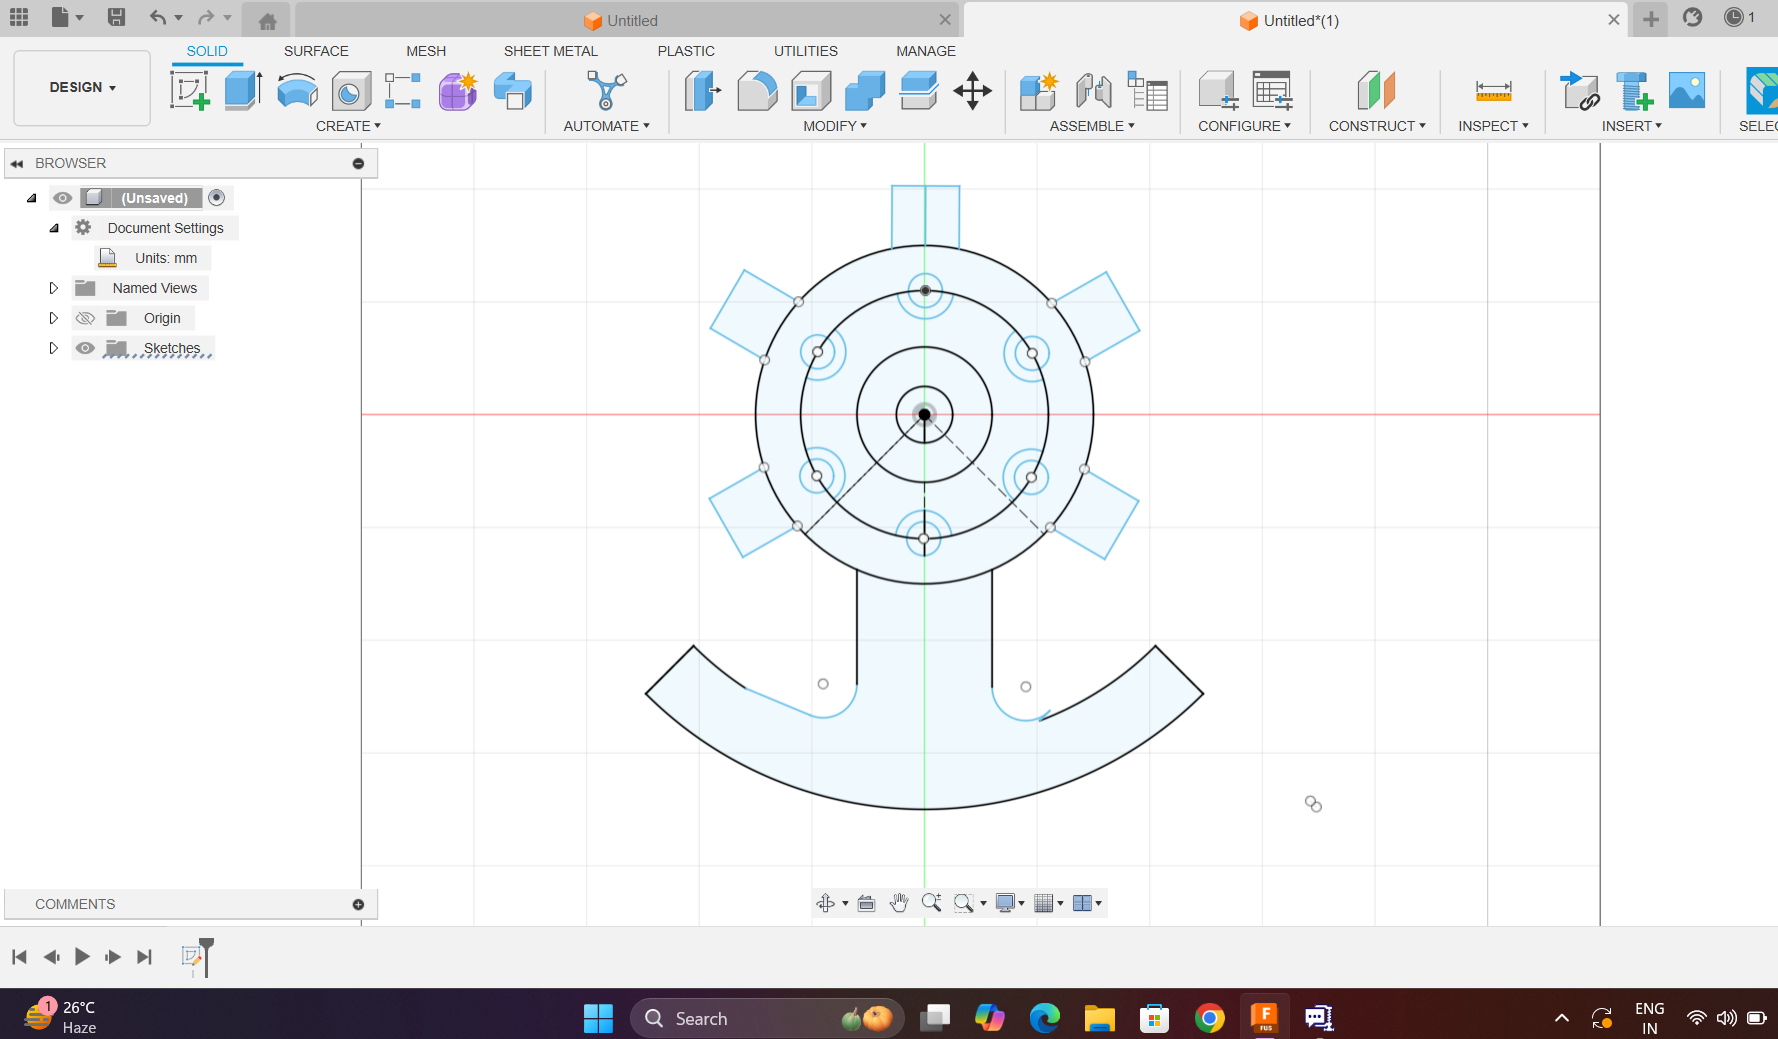 Untitled
Untitled*(1)
1
DESIGN
SOLID
SURFACE
MESH
SHEET METAL
PLASTIC
UTILITIES
MANAGE
CREATE
AUTOMATE
MODIFY
ASSEMBLE
CONFIGURE
CONSTRUCT
INSPECT
INSERT
SELEC
BROWSER
(Unsaved)
Document Settings
Units: mm
Named Views
Origin
Sketches
COMMENTS
1
26°C
Haze
Search
F
FUS
ENG
IN